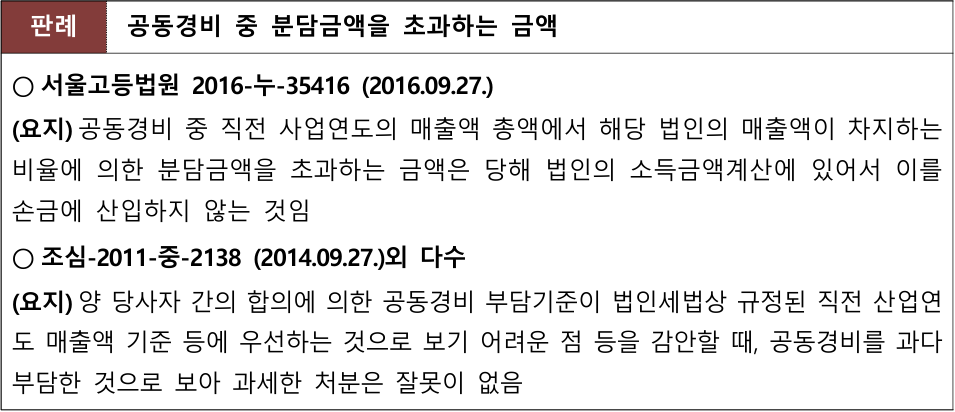 판례 공동경비 중 분담금액을 초과하는 금액
○ 서울고등법원 2016-누-35416 (2016.09.27.)
(요지) 공동경비 중 직전 사업연도의 매출액 총액에서 해당 법인의 매출액이 차지하는
비율에 의한 분담금액을 초과하는 금액은 당해 법인의 소득금액계산에 있어서 이를
손금에 산입하지 않는 것임
○ 조심-2011-중-2138 (2014.09.27.)외 다수
(요지) 양 당사자 간의 합의에 의한 공동경비 부담기준이 법인세법상 규정된 직전 산업연
도 매출액 기준 등에 우선하는 것으로 보기 어려운 점 등을 감안할 때, 공동경비를 과다
부담한 것으로 보아 과세한 처분은 잘못이 없음